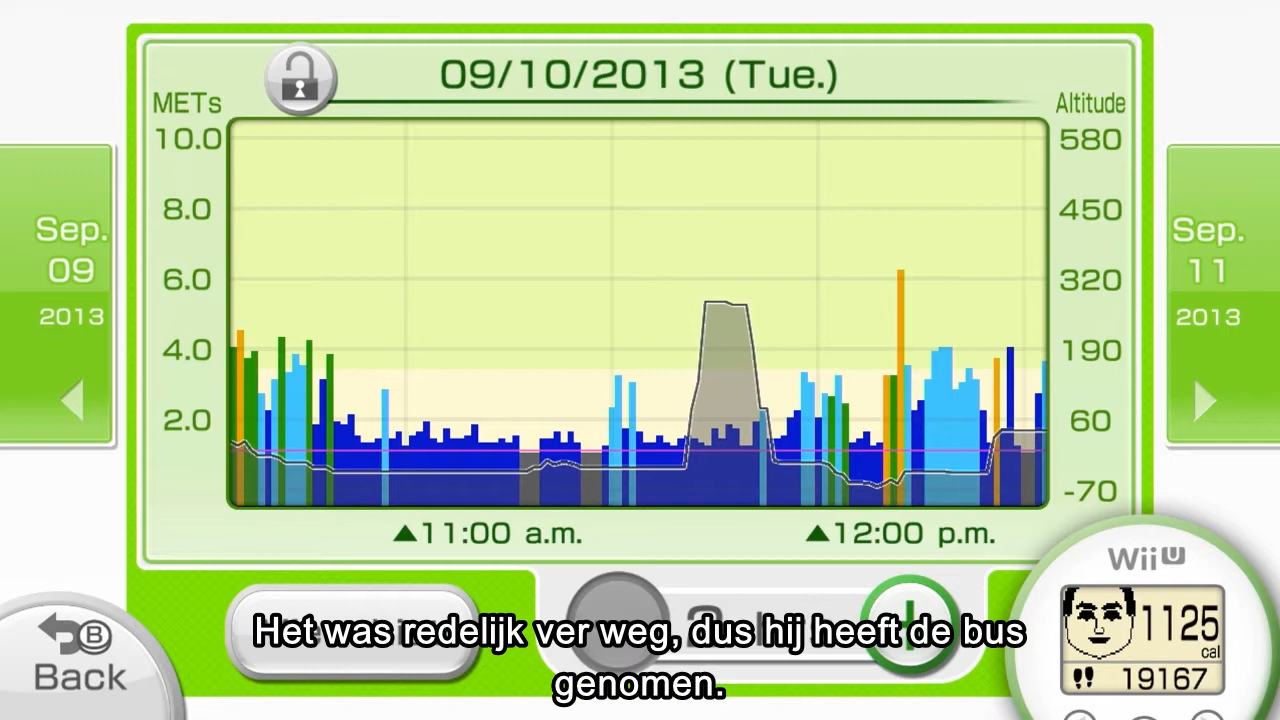 09/10/2013 (Tue.)
METs
Altitude
10.0
580
8.0
450
6.0
320
4.0
190
2.0
60
-70
Sep.
09
2013
Sep.
11
2013
▲11:00 a.m.
▲12:00 p.m.
Wii U
1125
cal
19167
B
Back
Het was redelijk ver weg, dus hij heeft de bus
genomen.